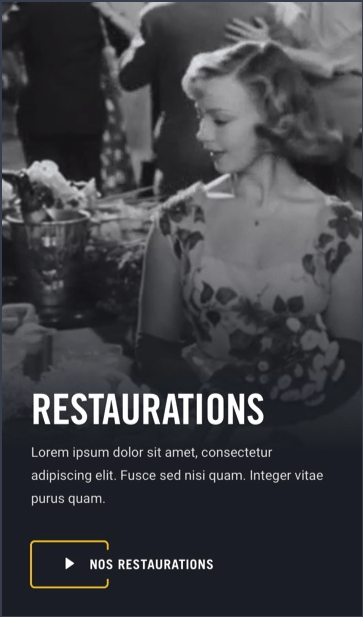 RESTAURATIONS
Lorem ipsum dolor sit amet, consectetur
adipiscing elit. Fusce sed nisi quam. Integer vitae
purus quam.
NOS RESTAURATIONS